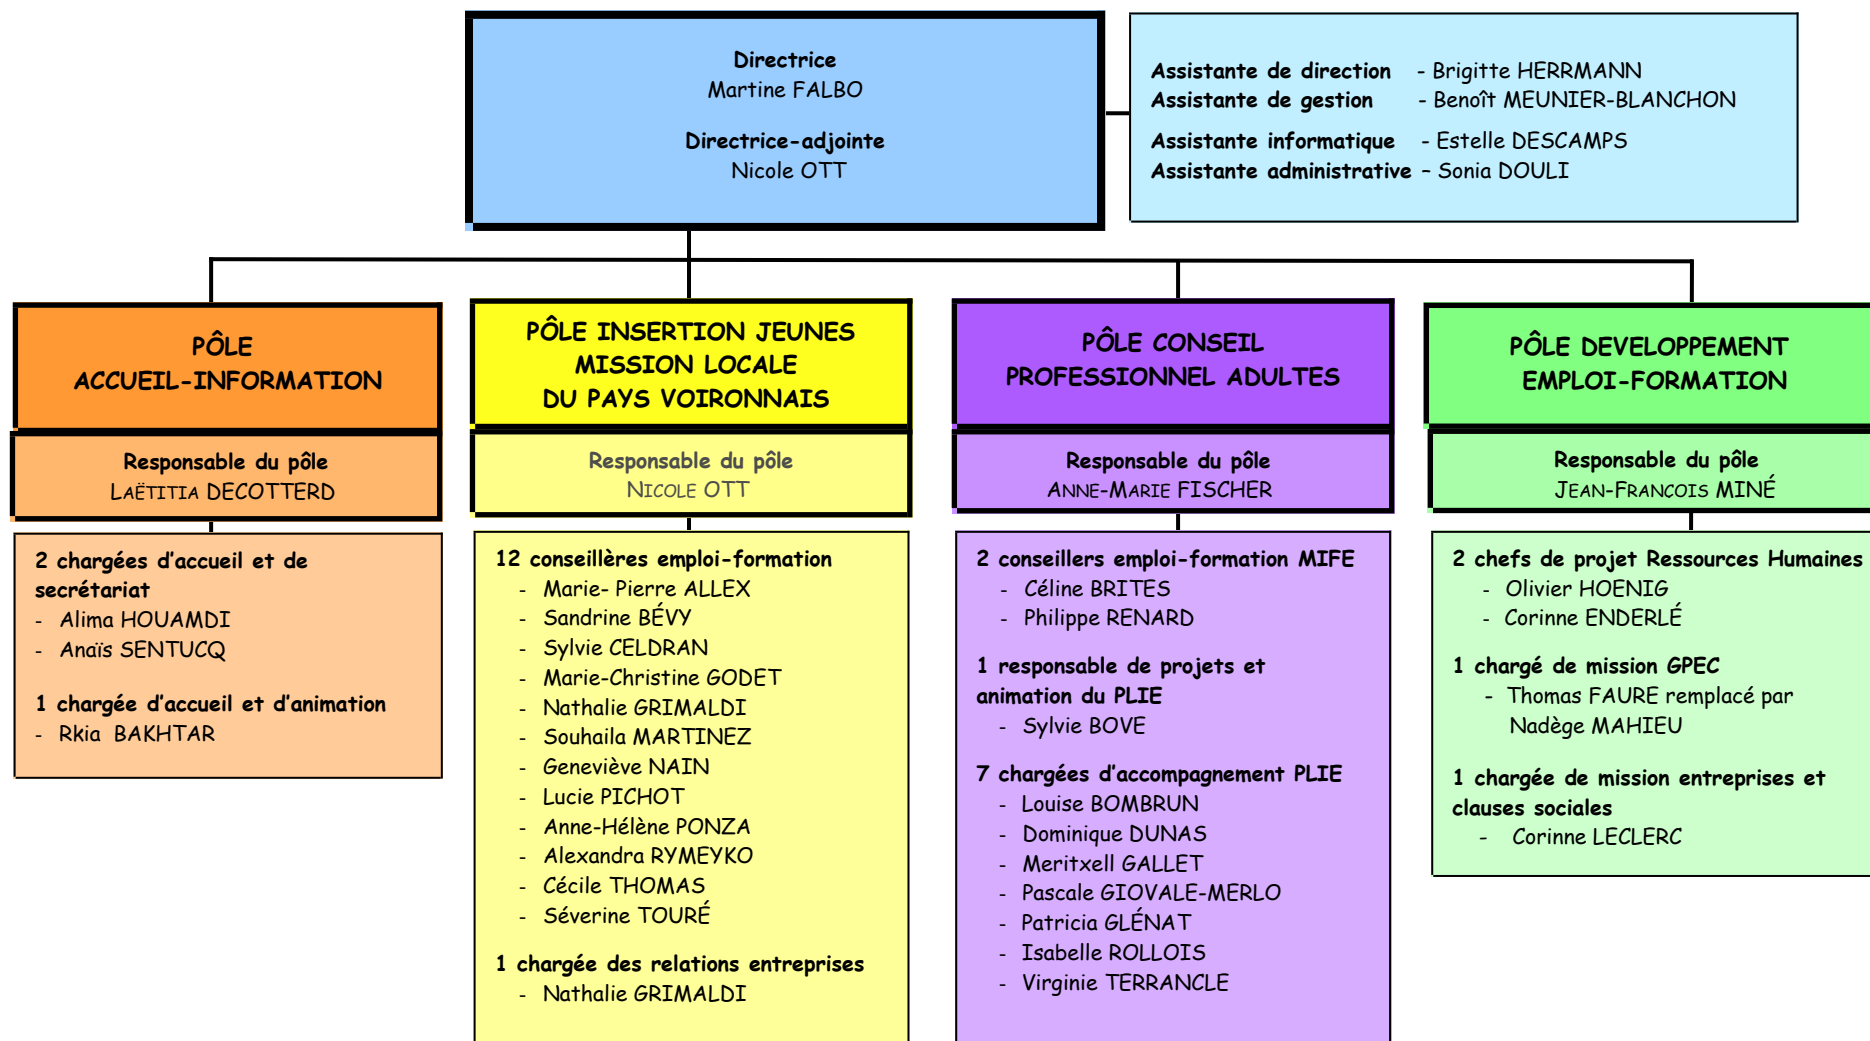 Directrice
Martine FALBO
Directrice-adjointe
Nicole OTT
Assistante de direction - Brigitte HERRMANN
Assistante de gestion - Benoît MEUNIER-BLANCHON
Assistante informatique - Estelle DESCAMPS
Assistante administrative – Sonia DOULI
PÔLE
ACCUEIL-INFORMATION
Responsable du pôle
LAËTITIA DECOTTERD
2 chargées d’accueil et de
secrétariat
- Alima HOUAMDI
- Anaïs SENTUCQ
1 chargée d’accueil et d’animation
- Rkia BAKHTAR
PÔLE INSERTION JEUNES
MISSION LOCALE
DU PAYS VOIRONNAIS
Responsable du pôle
NICOLE OTT
12 conseillères emploi-formation
- Marie- Pierre ALLEX
- Sandrine BÉVY
- Sylvie CELDRAN
- Marie-Christine GODET
- Nathalie GRIMALDI
- Souhaila MARTINEZ
- Geneviève NAIN
- Lucie PICHOT
- Anne-Hélène PONZA
- Alexandra RYMEYKO
- Cécile THOMAS
- Séverine TOURÉ
1 chargée des relations entreprises
- Nathalie GRIMALDI
PÔLE CONSEIL
PROFESSIONNEL ADULTES
Responsable du pôle
ANNE-MARIE FISCHER
2 conseillers emploi-formation MIFE
- Céline BRITES
- Philippe RENARD
1 responsable de projets et
animation du PLIE
- Sylvie BOVE
7 chargées d’accompagnement PLIE
- Louise BOMBRUN
- Dominique DUNAS
- Meritxell GALLET
- Pascale GIOVALE-MERLO
- Patricia GLÉNAT
- Isabelle ROLLOIS
- Virginie TERRANCLE
PÔLE DEVELOPPEMENT
EMPLOI-FORMATION
Responsable du pôle
JEAN-FRANCOIS MINÉ
2 chefs de projet Ressources Humaines
- Olivier HOENIG
- Corinne ENDERLÉ
1 chargé de mission GPEC
- Thomas FAURE remplacé par
Nadège MAHIEU
1 chargée de mission entreprises et
clauses sociales
- Corinne LECLERC